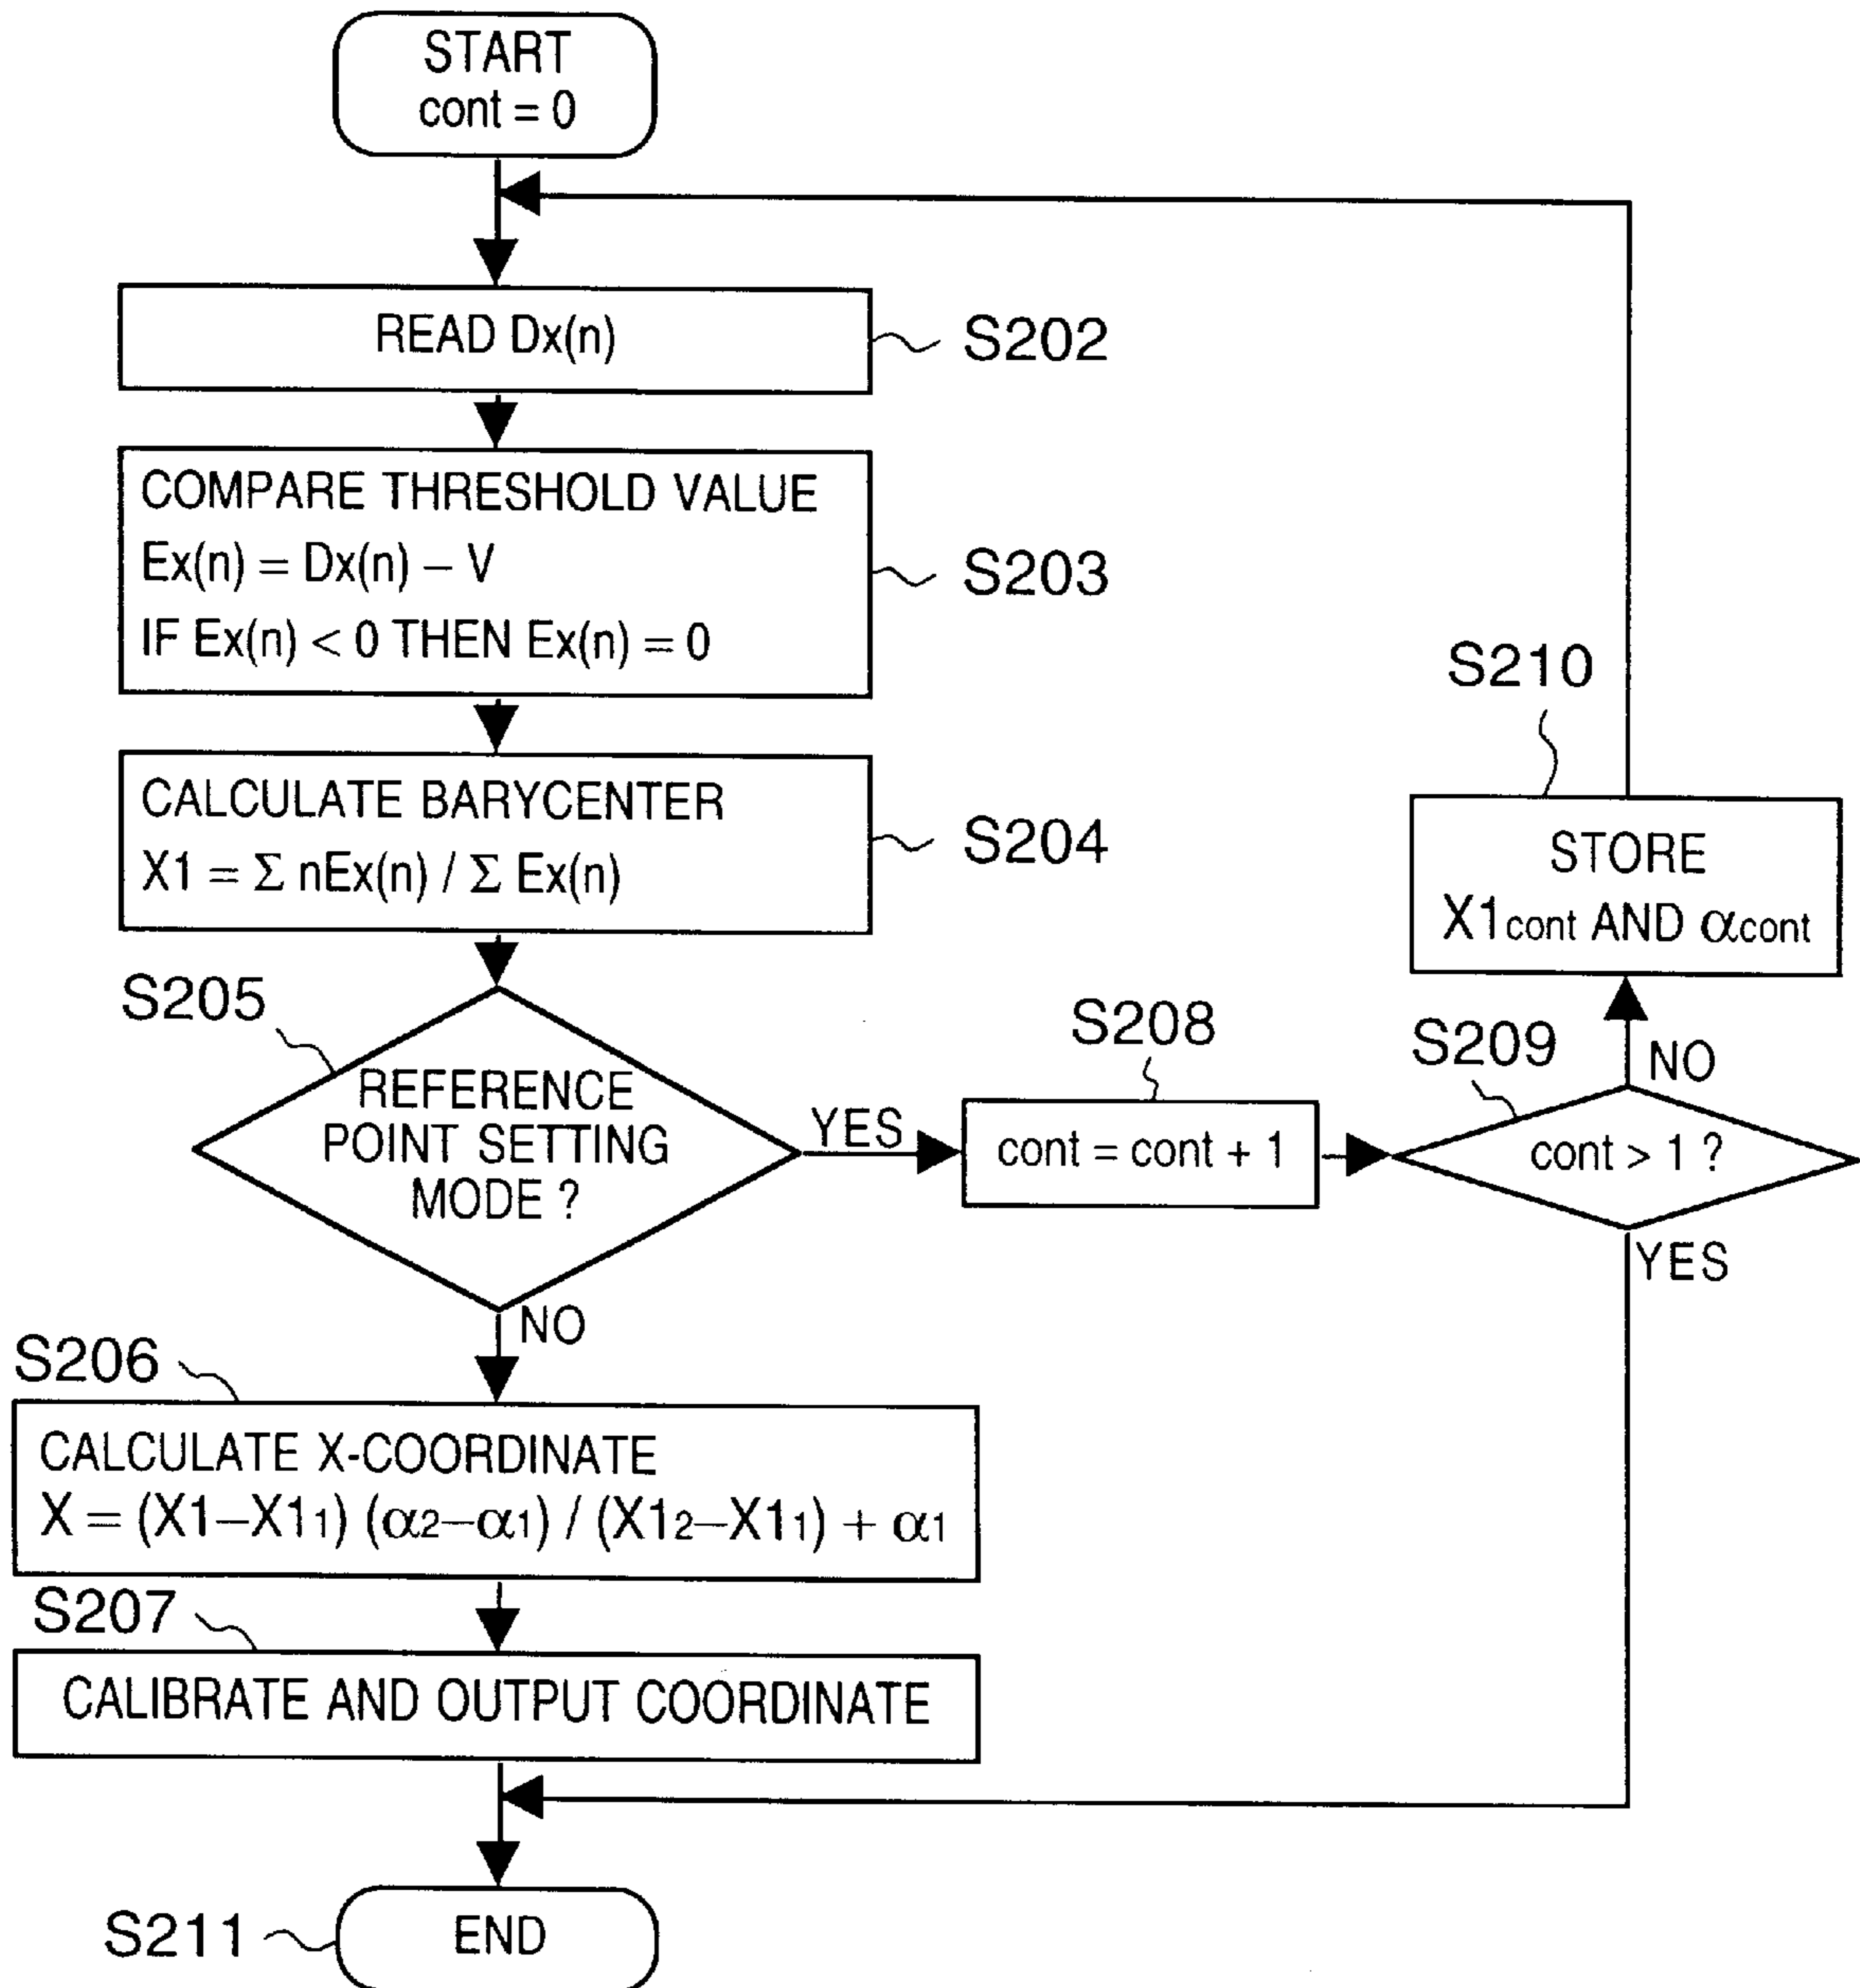 START
cont = 0
READ Dx(n)
S202
COMPARE THRESHOLD VALUE
Ex(n) = Dx(n) – V
IF Ex(n) < 0 THEN Ex(n) = 0
S203
CALCULATE BARYCENTER
X1 = Σ nEx(n) / Σ Ex(n)
S204
S210
STORE
X1cont AND αcont
S205
REFERENCE
POINT SETTING
MODE ?
YES
S208
cont = cont + 1
S209
NO
cont > 1 ?
YES
NO
S206
CALCULATE X-COORDINATE
X = (X1–X1₁) (α₂–α₁) / (X1₂–X1₁) + α₁
S207
CALIBRATE AND OUTPUT COORDINATE
S211
END